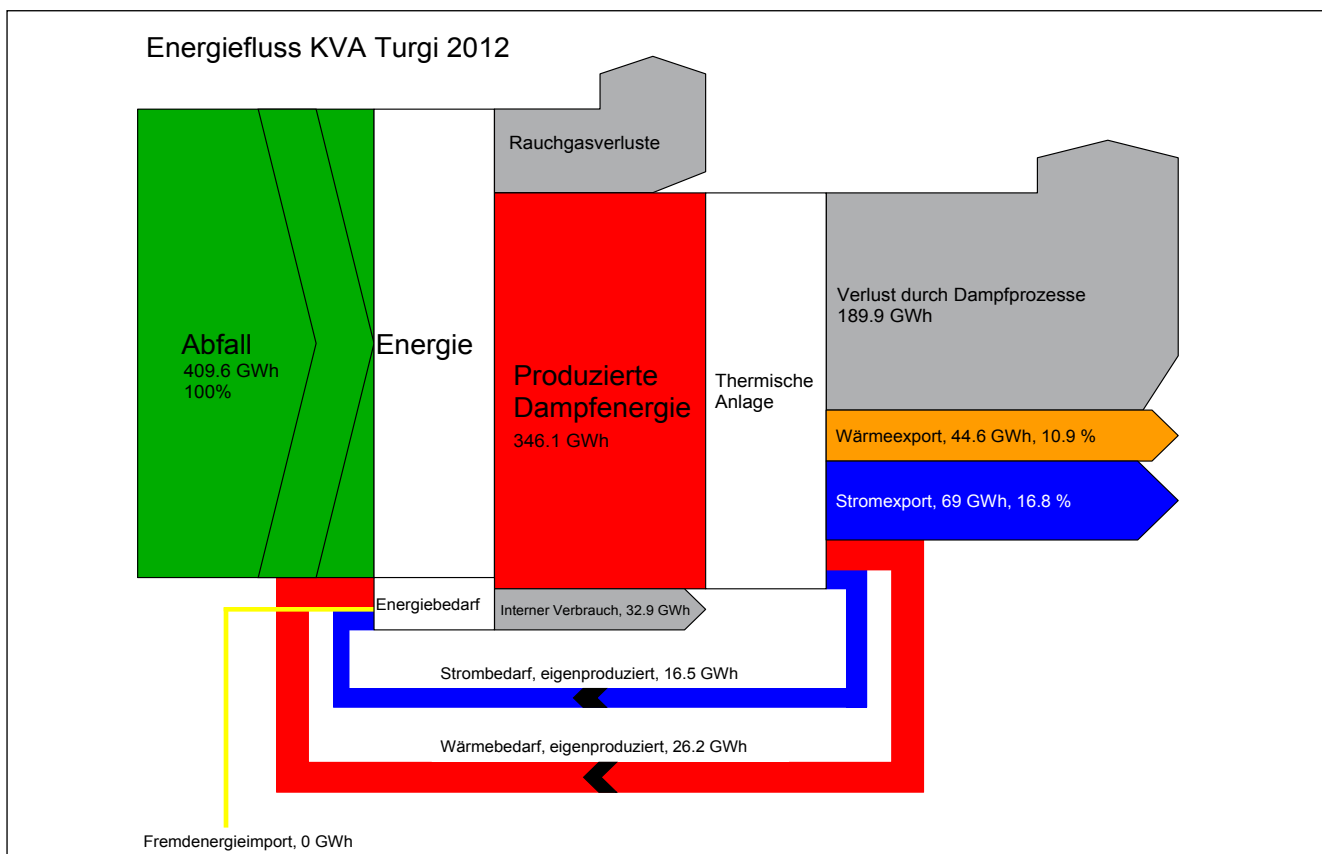 Energiefluss KVA Turgi 2012
Rauchgasverluste
Verlust durch Dampfprozesse
189.9 GWh
Abfall
409.6 GWh
100%
Energie
Produzierte
Dampfenergie
346.1 GWh
Thermische
Anlage
Wärmeexport, 44.6 GWh, 10.9 %
Stromexport, 69 GWh, 16.8 %
Energiebedarf
Interner Verbrauch, 32.9 GWh
Strombedarf, eigenproduziert, 16.5 GWh
Wärmebedarf, eigenproduziert, 26.2 GWh
Fremdenergieimport, 0 GWh